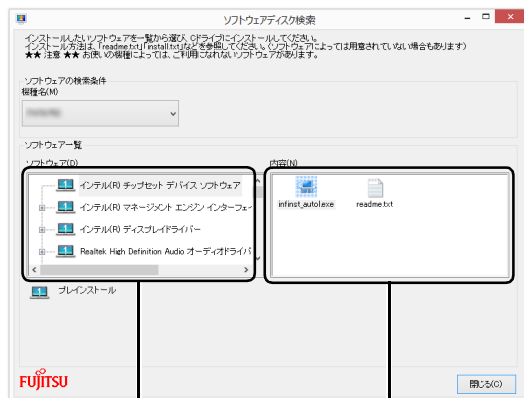 ソフトウェアディスク検索
インストールしたいソフトウェアを一覧から選び、Cドライブにインストールしてください。
インストール方法は、「readme.txt」「install.txt」などを参照してください。（ソフトウェアによっては用意されていない場合もあります）
★★ 注意 ★★ お使いの機種によっては、ご利用になれないソフトウェアがあります。
ソフトウェアの検索条件
機種名(M)
ソフトウェア一覧
ソフトウェア(D)
内容(N)
インテル(R) チップセット デバイス ソフトウェア
インテル(R) マネージメント エンジン インターフェ
インテル(R) ディスプレイドライバー
Realtek High Definition Audio オーディオドライバ
infinst_autol.exe
readme.txt
プレインストール
FUJITSU
閉じる(C)